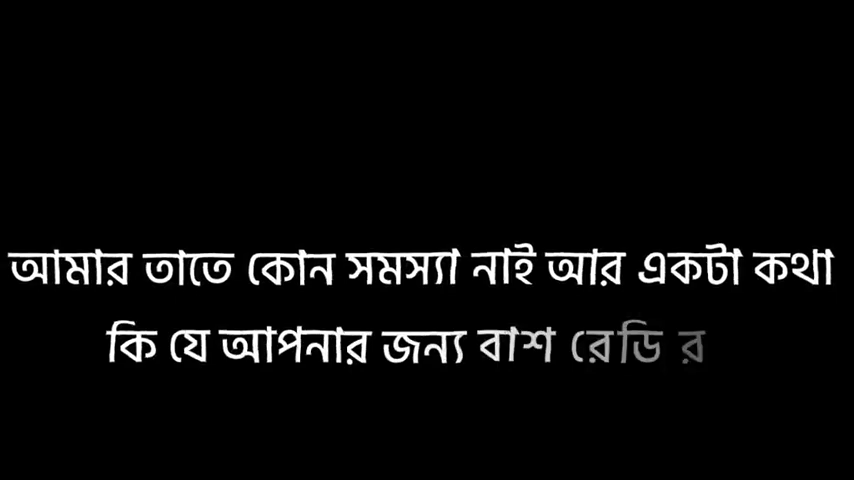 আমার তাতে কোন সমস্যা নাই আর একটা কথা
কি যে আপনার জন্য বাশ রেডি র